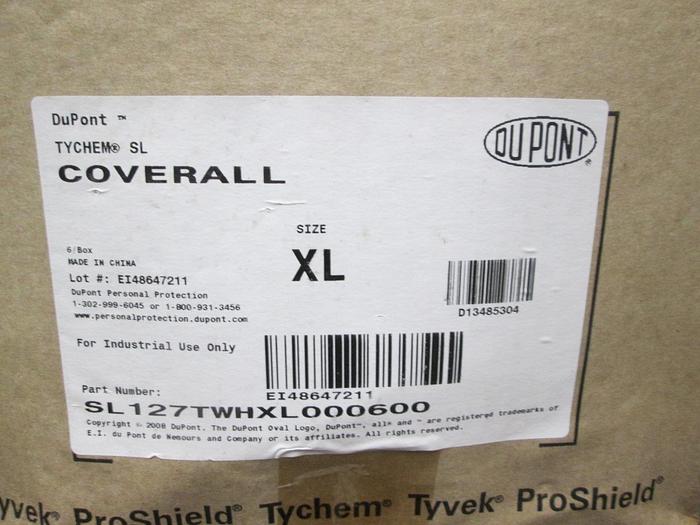 DuPont ™
DU PONT®
TYCHEM® SL
COVERALL
SIZE
XL
6/Box
MADE IN CHINA
Lot #: EI48647211
DuPont Personal Protection
1-302-999-6045 or 1-800-931-3456
www.personalprotection.dupont.com
D13485304
For Industrial Use Only
EI48647211
Part Number:
SL127TWHXL000600
Copyright © 2008 DuPont. The DuPont Oval Logo, DuPont™, all® and ™ are registered trademarks of
E.I. du Pont de Nemours and Company or its affiliates. All rights reserved.
yvek® ProShield® Tychem® Tyvek® ProShield®